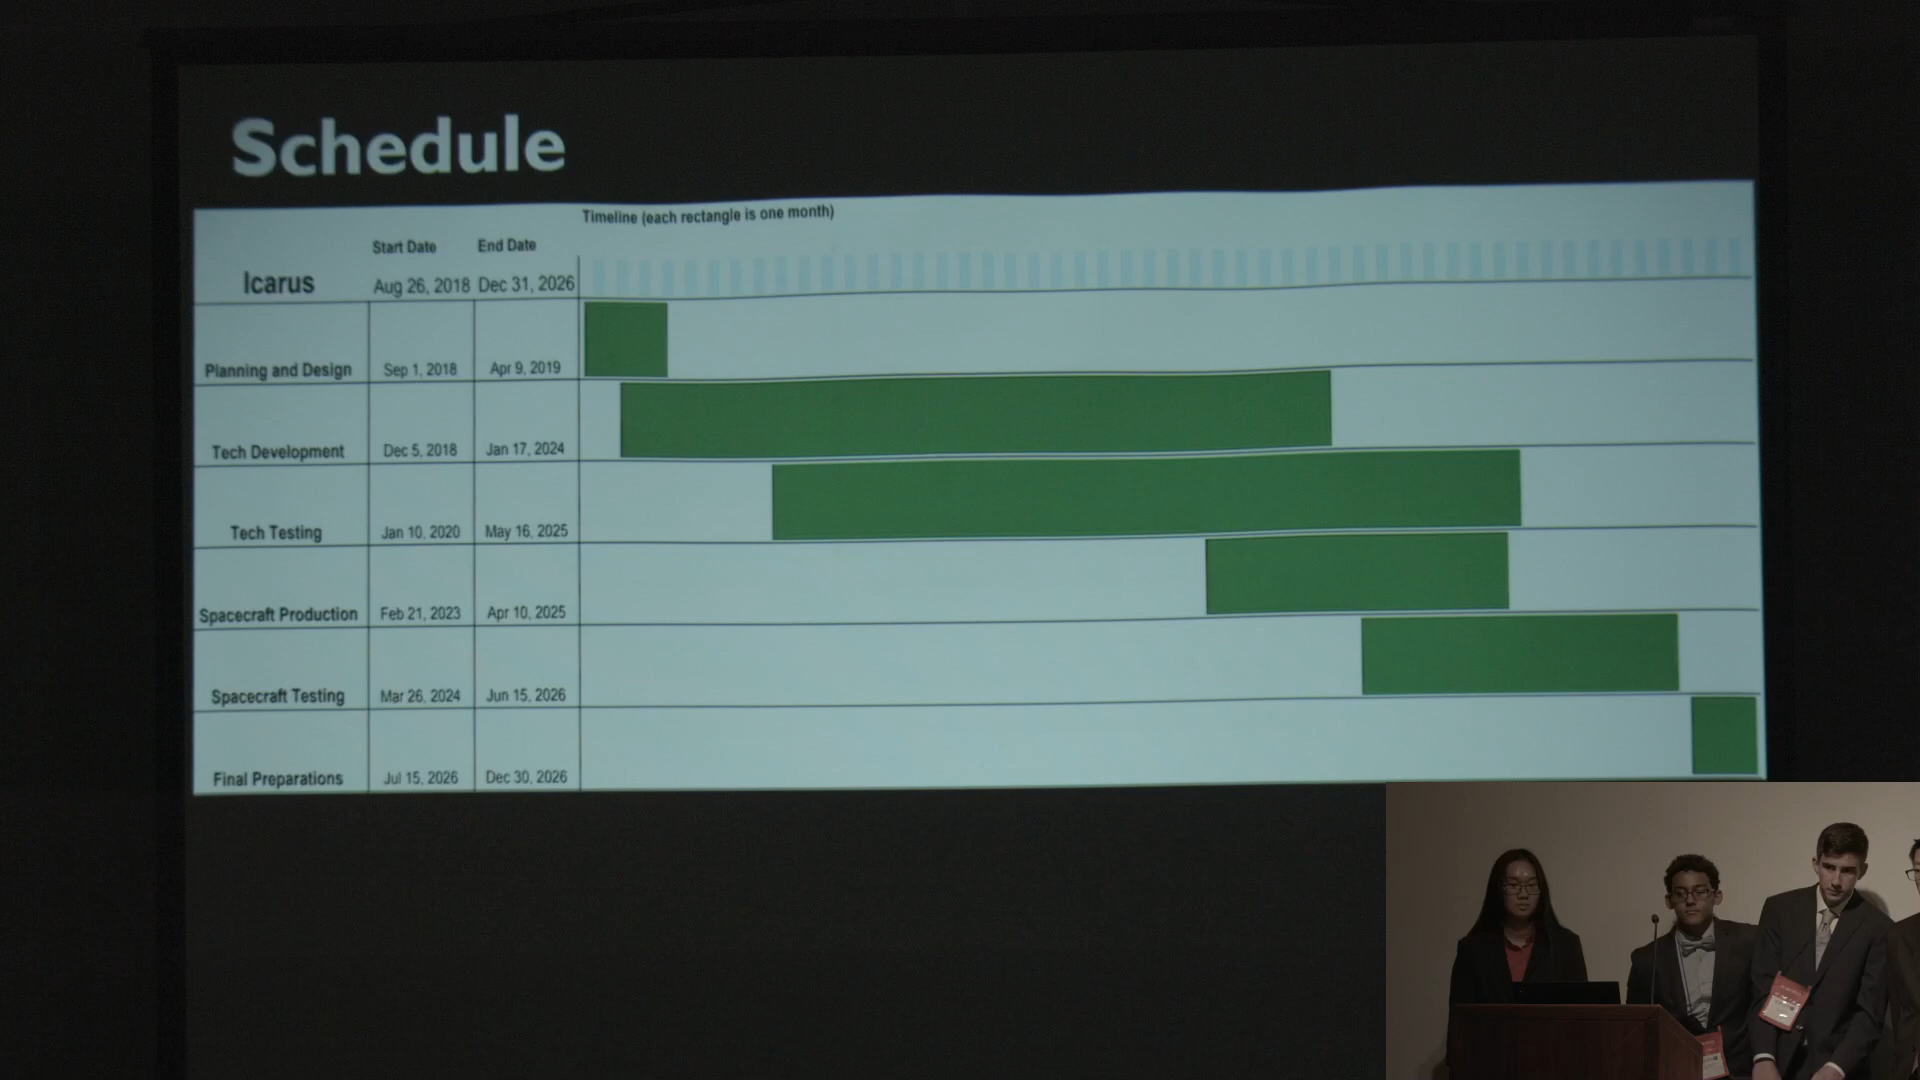 Schedule
Timeline (each rectangle is one month)
Start Date End Date
Icarus Aug 26, 2018 Dec 31, 2026
Planning and Design Sep 1, 2018 Apr 9, 2019
Tech Development Dec 5, 2018 Jan 17, 2024
Tech Testing Jan 10, 2020 May 16, 2025
Spacecraft Production Feb 21, 2023 Apr 10, 2025
Spacecraft Testing Mar 26, 2024 Jun 15, 2026
Final Preparations Jul 15, 2026 Dec 30, 2026